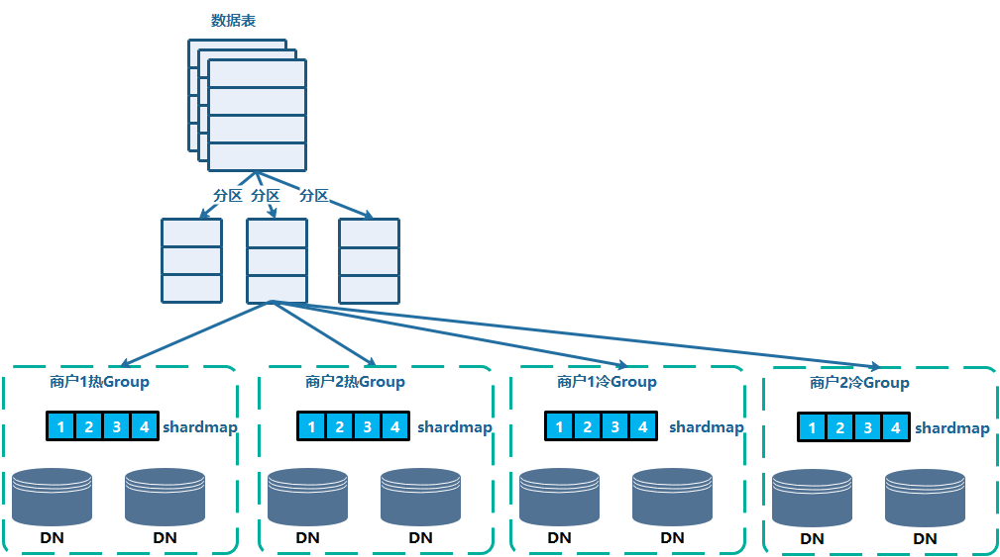 数据表
分区 分区 分区
商户1热Group 商户2热Group 商户1冷Group 商户2冷Group
1 2 3 4 shardmap 1 2 3 4 shardmap 1 2 3 4 shardmap 1 2 3 4 shardmap
DN DN DN DN DN DN DN DN